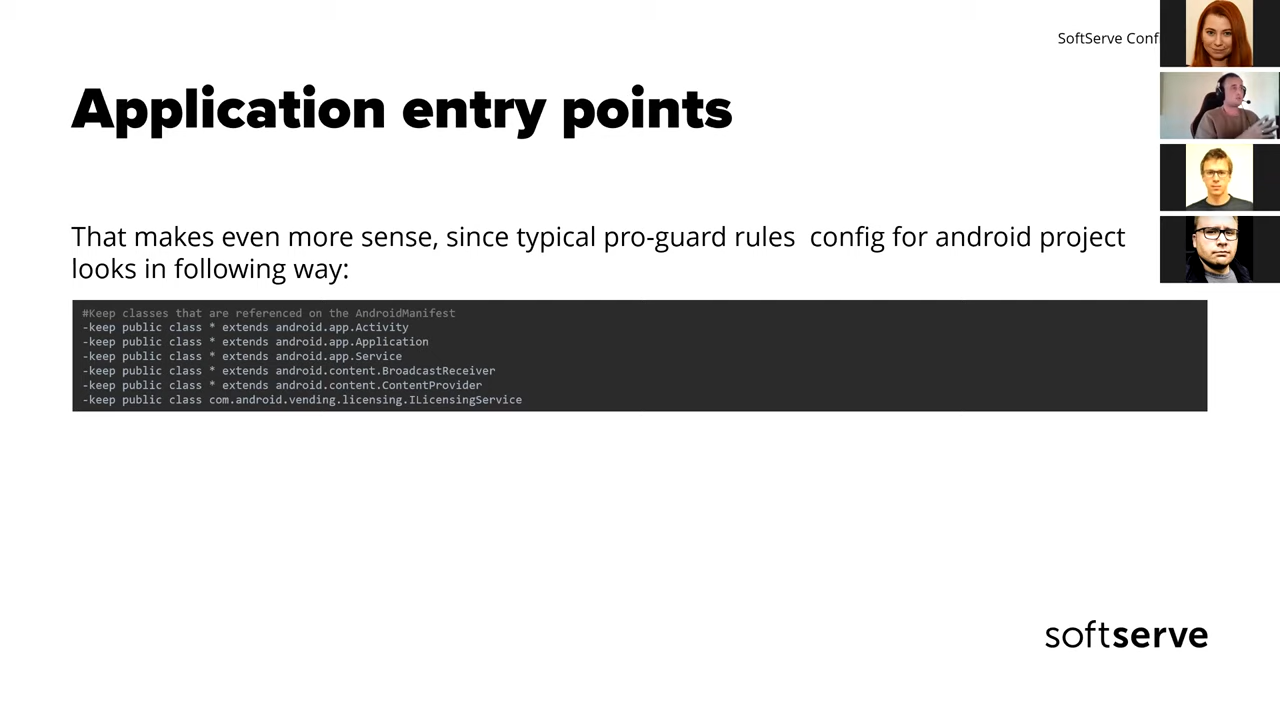 SoftServe Conf
Application entry points
That makes even more sense, since typical pro-guard rules  config for android project
looks in following way:
#Keep classes that are referenced on the AndroidManifest
-keep public class * extends android.app.Activity
-keep public class * extends android.app.Application
-keep public class * extends android.app.Service
-keep public class * extends android.content.BroadcastReceiver
-keep public class * extends android.content.ContentProvider
-keep public class com.android.vending.licensing.ILicensingService
softserve